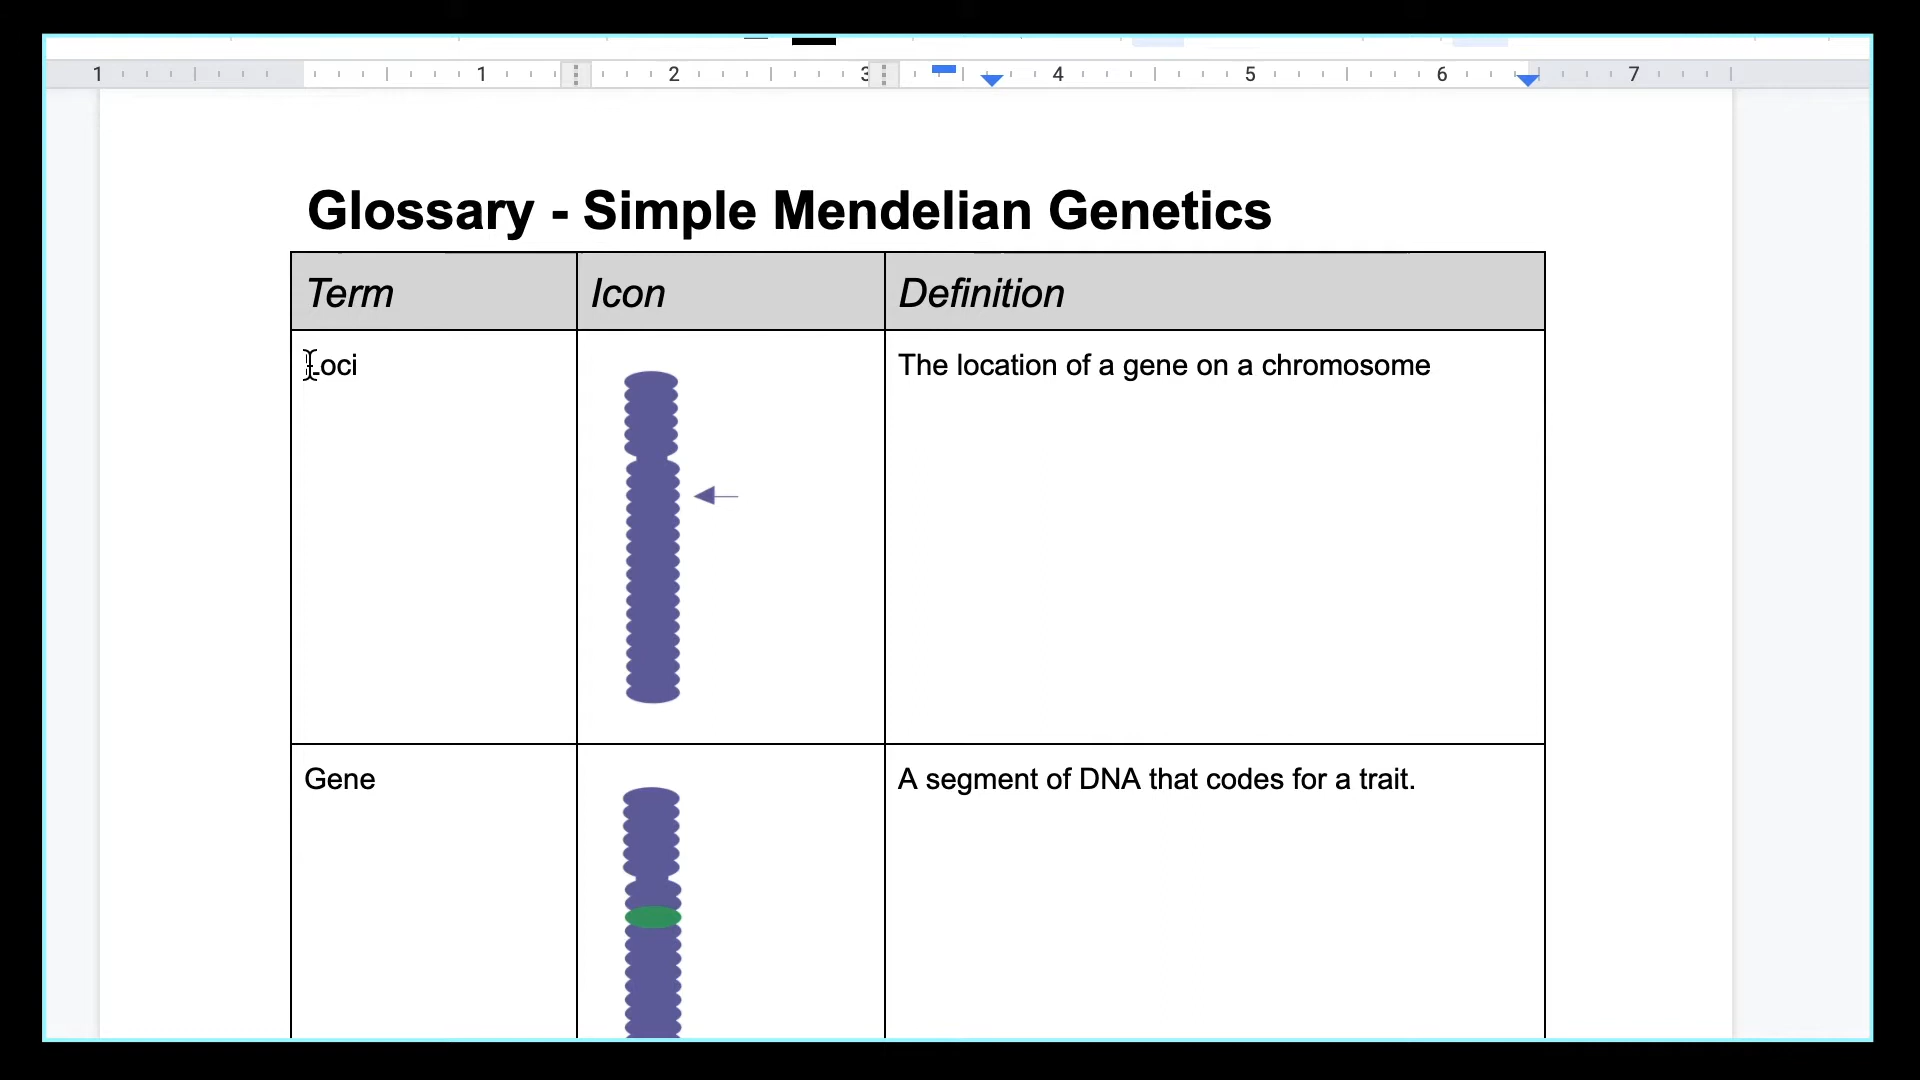 1 1 2 3 4 5 6 7
Glossary - Simple Mendelian Genetics
Term Icon Definition
Loci The location of a gene on a chromosome
Gene A segment of DNA that codes for a trait.